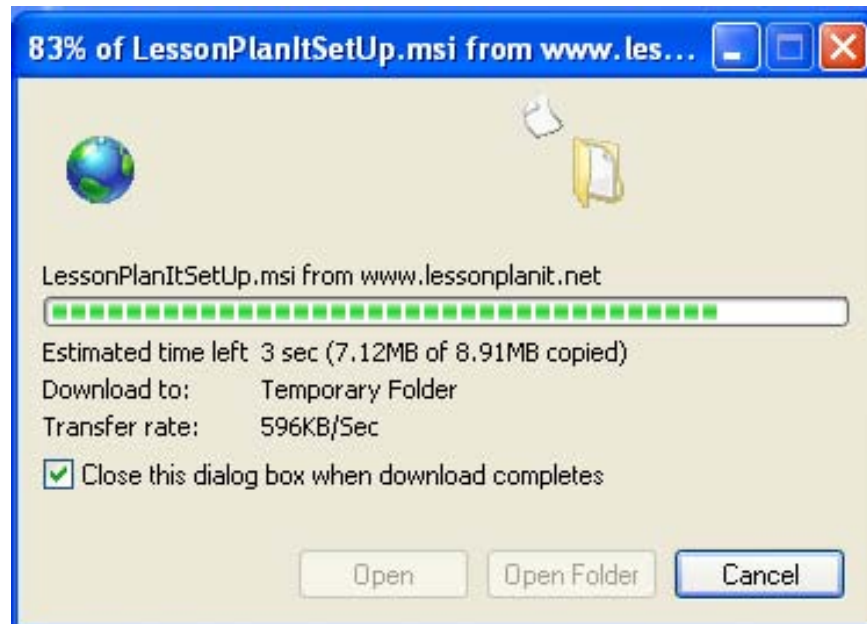 83% of LessonPlanItSetUp.msi from www.les...
LessonPlanItSetUp.msi from www.lessonplanit.net
Estimated time left 3 sec (7.12MB of 8.91MB copied)
Download to: Temporary Folder
Transfer rate: 596KB/Sec
Close this dialog box when download completes
Open Open Folder Cancel